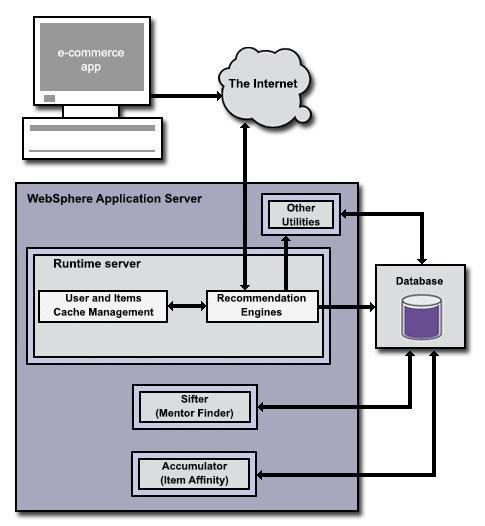 e-commerce
app
The Internet
WebSphere Application Server
Other
Utilities
Runtime server
Database
User and Items
Cache Management
Recommendation
Engines
Sifter
(Mentor Finder)
Accumulator
(Item Affinity)